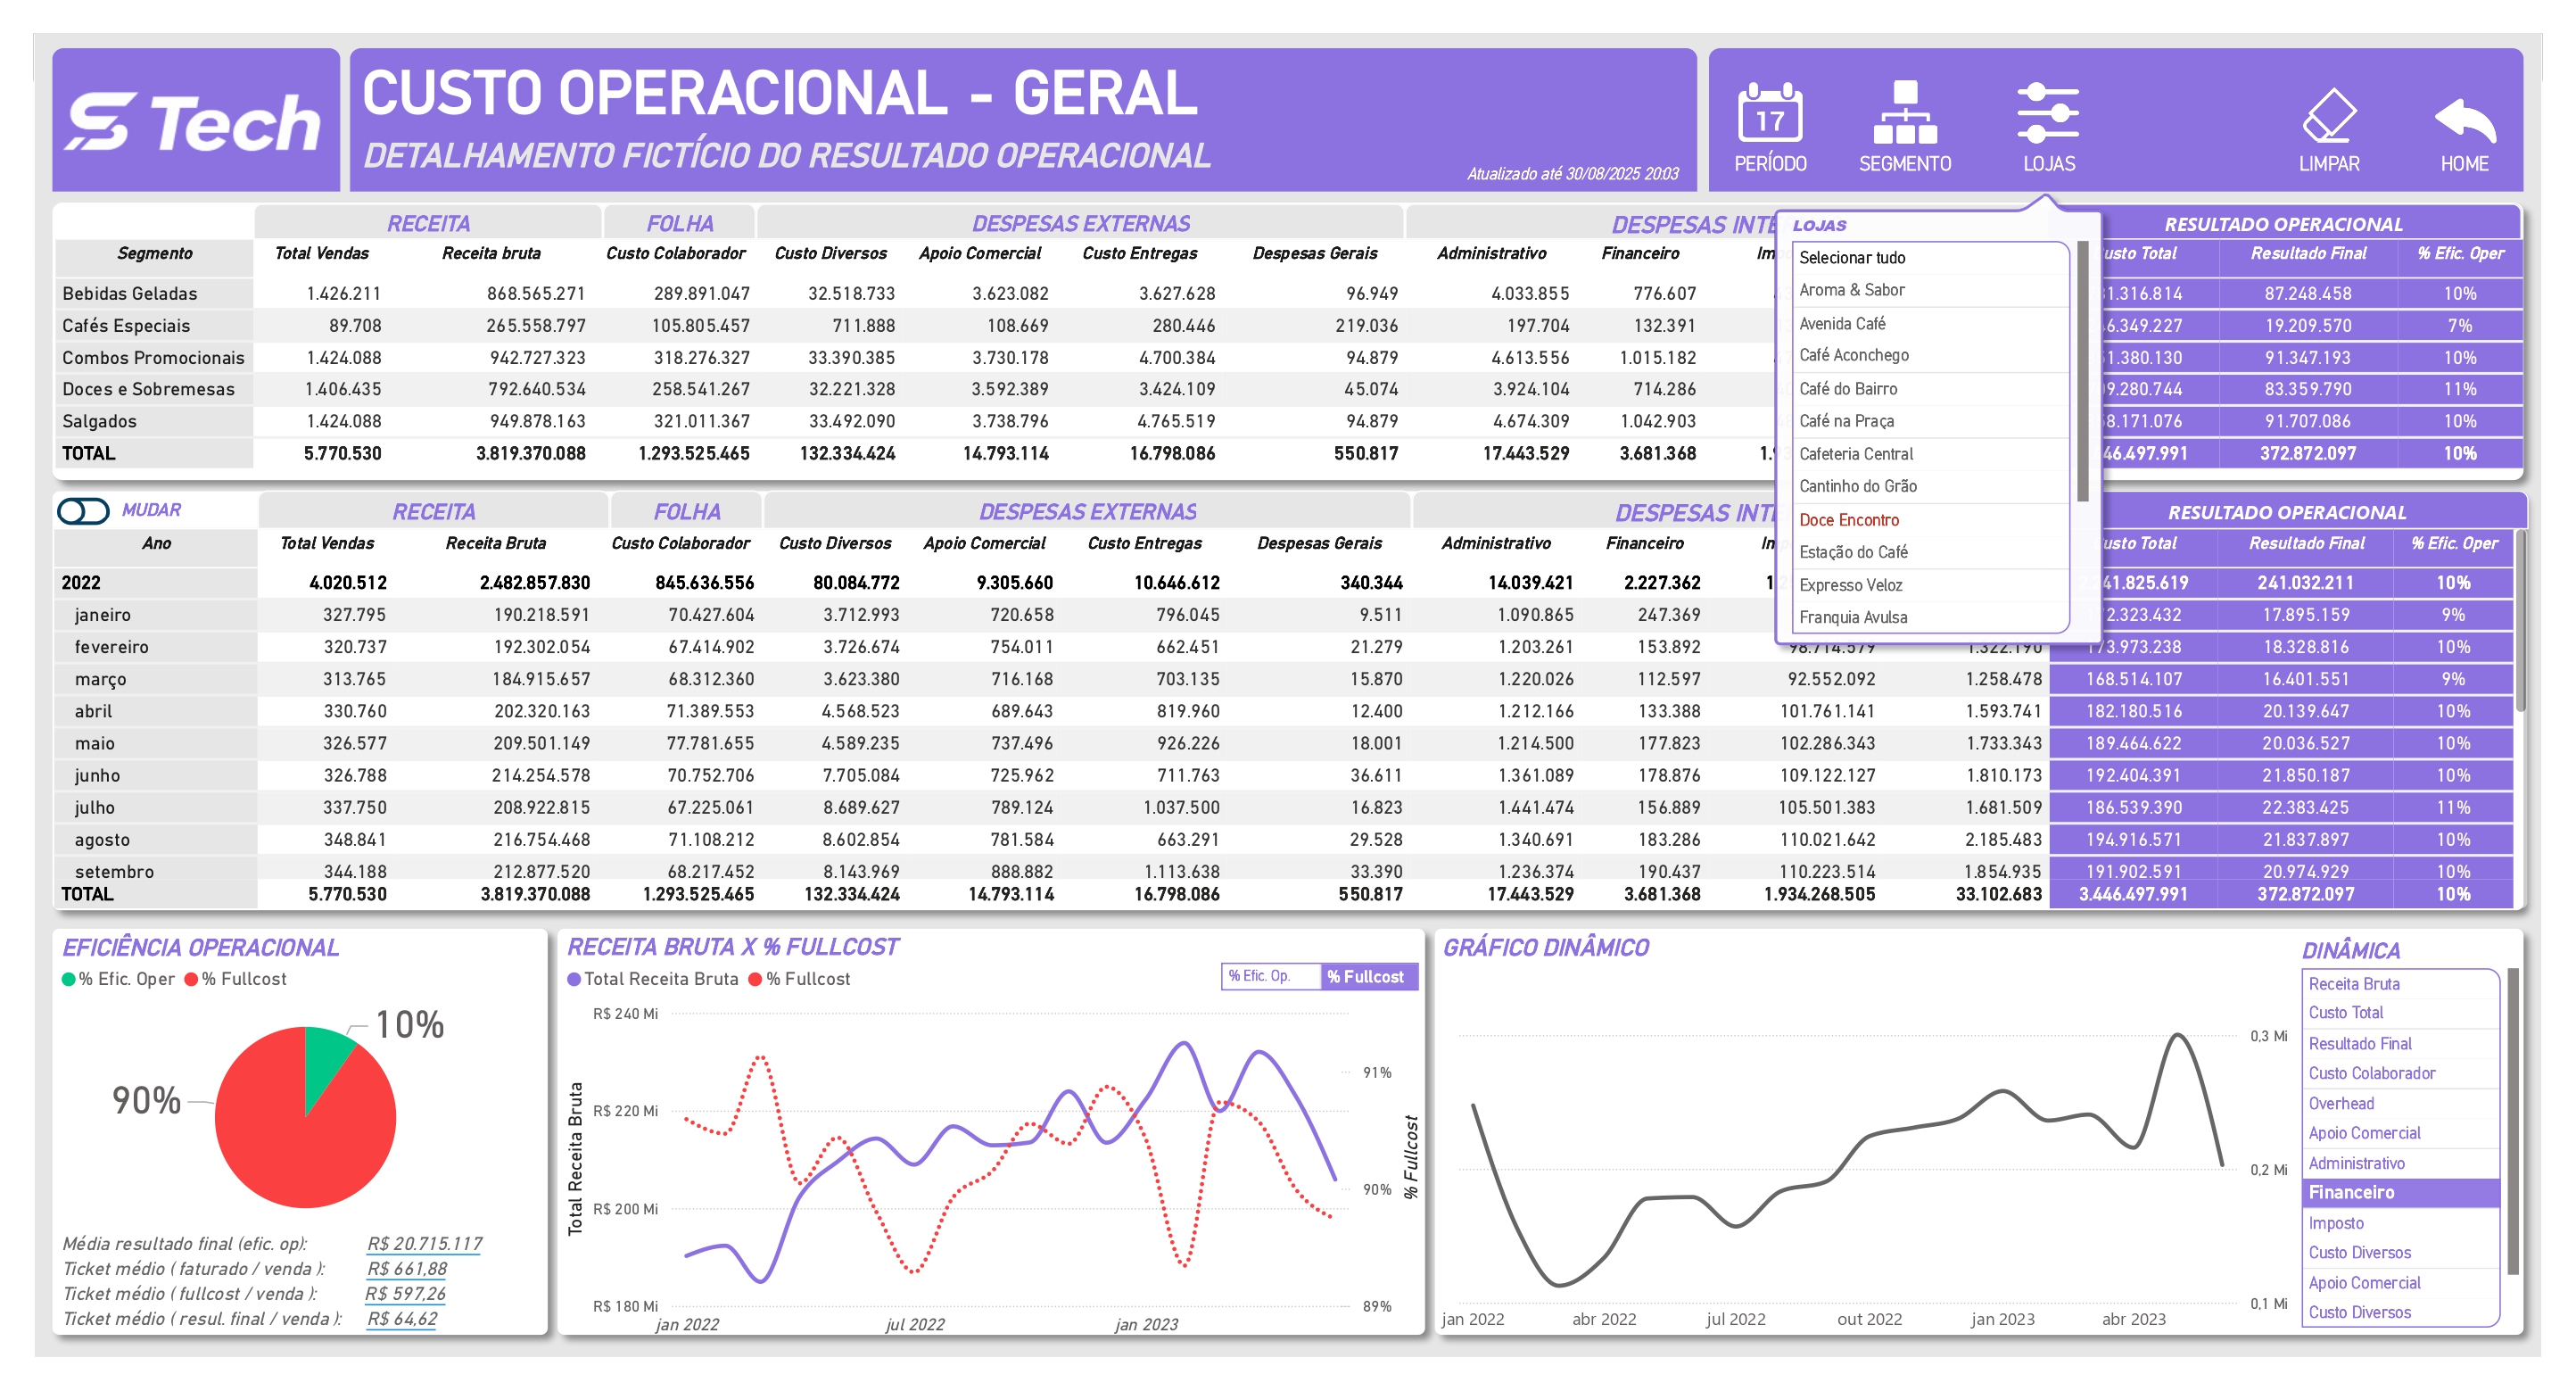 S Tech
CUSTO OPERACIONAL - GERAL
DETALHAMENTO FICTÍCIO DO RESULTADO OPERACIONAL
Atualizado até 30/08/2025 20:03
17
PERÍODO SEGMENTO LOJAS LIMPAR HOME
RECEITA FOLHA DESPESAS EXTERNAS DESPESAS RESULTADO OPERACIONAL
Segmento Total Vendas Receita bruta Custo Colaborador Custo Diversos Apoio Comercial Custo Entregas Despesas Gerais Administrativo Financeiro Total Resultado Final % Efic. Oper
Bebidas Geladas 1.426.211 868.565.271 289.891.047 32.518.733 3.623.082 3.627.628 96.949 4.033.855 776.607 1.316.814 87.248.458 10%
Cafés Especiais 89.708 265.558.797 105.805.457 711.888 108.669 280.446 219.036 197.704 132.391 6.349.227 19.209.570 7%
Combos Promocionais 1.424.088 942.727.323 318.276.327 33.390.385 3.730.178 4.700.384 94.879 4.613.556 1.015.182 1.380.130 91.347.193 10%
Doces e Sobremesas 1.406.435 792.640.534 258.541.267 32.221.328 3.592.389 3.424.109 45.074 3.924.104 714.286 9.280.744 83.359.790 11%
Salgados 1.424.088 949.878.163 321.011.367 33.492.090 3.738.796 4.765.519 94.879 4.674.309 1.042.903 8.171.076 91.707.086 10%
TOTAL 5.770.530 3.819.370.088 1.293.525.465 132.334.424 14.793.114 16.798.086 550.817 17.443.529 3.681.368 46.497.991 372.872.097 10%
LOJAS
Selecionar tudo
Aroma & Sabor
Avenida Café
Café Aconchego
Café do Bairro
Café na Praça
Cafeteria Central
Cantinho do Grão
Doce Encontro
Estação do Café
Expresso Veloz
Franquia Avulsa
MUDAR RECEITA FOLHA DESPESAS EXTERNAS DESPESAS RESULTADO OPERACIONAL
Ano Total Vendas Receita Bruta Custo Colaborador Custo Diversos Apoio Comercial Custo Entregas Despesas Gerais Administrativo Financeiro Total Resultado Final % Efic. Oper
2022 4.020.512 2.482.857.830 845.636.556 80.084.772 9.305.660 10.646.612 340.344 14.039.421 2.227.362 41.825.619 241.032.211 10%
janeiro 327.795 190.218.591 70.427.604 3.712.993 720.658 796.045 9.511 1.090.865 247.369 2.323.432 17.895.159 9%
fevereiro 320.737 192.302.054 67.414.902 3.726.674 754.011 662.451 21.279 1.203.261 153.892 98.714.579 1.322.190 173.973.238 18.328.816 10%
março 313.765 184.915.657 68.312.360 3.623.380 716.168 703.135 15.870 1.220.026 112.597 92.552.092 1.258.478 168.514.107 16.401.551 9%
abril 330.760 202.320.163 71.389.553 4.568.523 689.643 819.960 12.400 1.212.166 133.388 101.761.141 1.593.741 182.180.516 20.139.647 10%
maio 326.577 209.501.149 77.781.655 4.589.235 737.496 926.226 18.001 1.214.500 177.823 102.286.343 1.733.343 189.464.622 20.036.527 10%
junho 326.788 214.254.578 70.752.706 7.705.084 725.962 711.763 36.611 1.361.089 178.876 109.122.127 1.810.173 192.404.391 21.850.187 10%
julho 337.750 208.922.815 67.225.061 8.689.627 789.124 1.037.500 16.823 1.441.474 156.889 105.501.383 1.681.509 186.539.390 22.383.425 11%
agosto 348.841 216.754.468 71.108.212 8.602.854 781.584 663.291 29.528 1.340.691 183.286 110.021.642 2.185.483 194.916.571 21.837.897 10%
setembro 344.188 212.877.520 68.217.452 8.143.969 888.882 1.113.638 33.390 1.236.374 190.437 110.223.514 1.854.935 191.902.591 20.974.929 10%
TOTAL 5.770.530 3.819.370.088 1.293.525.465 132.334.424 14.793.114 16.798.086 550.817 17.443.529 3.681.368 1.934.268.505 33.102.683 3.446.497.991 372.872.097 10%
EFICIÊNCIA OPERACIONAL
% Efic. Oper % Fullcost
10%
90%
Média resultado final (efic. op): R$ 20.715.117
Ticket médio ( faturado / venda ): R$ 661,88
Ticket médio ( fullcost / venda ): R$ 597,26
Ticket médio ( resul. final / venda ): R$ 64,62
RECEITA BRUTA X % FULLCOST
Total Receita Bruta % Fullcost
% Efic. Op. % Fullcost
Total Receita Bruta
R$ 240 Mi
R$ 220 Mi
R$ 200 Mi
R$ 180 Mi
91%
90%
89%
% Fullcost
jan 2022 jul 2022 jan 2023
GRÁFICO DINÂMICO
0,3 Mi
0,2 Mi
0,1 Mi
jan 2022 abr 2022 jul 2022 out 2022 jan 2023 abr 2023
DINÂMICA
Receita Bruta
Custo Total
Resultado Final
Custo Colaborador
Overhead
Apoio Comercial
Administrativo
Financeiro
Imposto
Custo Diversos
Apoio Comercial
Custo Diversos